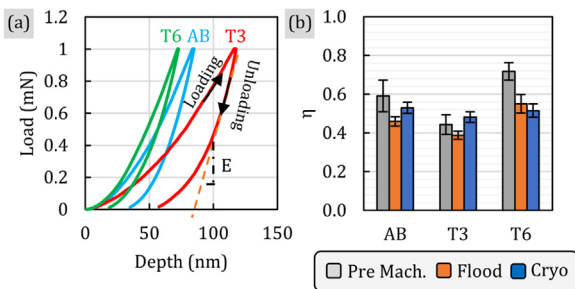 (a)
T6 AB T3
Loading
Unloading
E
Load (mN)
1.2
1
0.8
0.6
0.4
0.2
0
0 50 100 150
Depth (nm)
(b)
η
1.0
0.8
0.6
0.4
0.2
0.0
AB T3 T6
Pre Mach. Flood Cryo